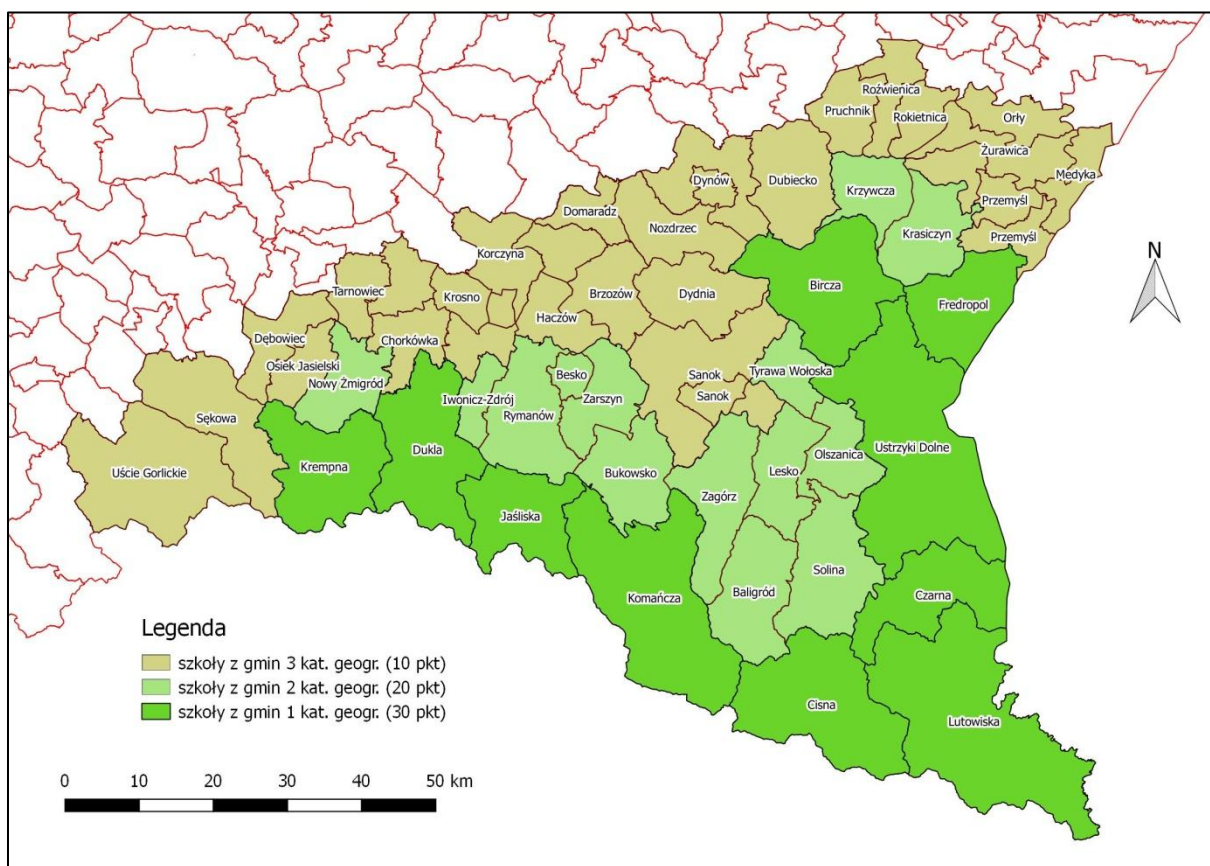 Roźwienica
Pruchnik
Rokietnica
Orły
Żurawica
Medyka
Dynów
Dubiecko
Krzywcza
Przemyśl
Domaradz
Nozdrzec
Krasiczyn
Przemyśl
Korczyna
N
Tarnowiec
Krosno
Brzozów
Dydnia
Bircza
Fredropol
Haczów
Dębowiec
Chorkówka
Osiek Jasielski
Nowy Żmigród
Besko
Sanok
Tyrawa Wołoska
Iwonicz-Zdrój
Rymanów
Zarszyn
Sanok
Sękowa
Uście Gorlickie
Krempna
Dukla
Bukowsko
Lesko
Olszanica
Ustrzyki Dolne
Zagórz
Jaśliska
Solina
Komańcza
Baligród
Czarna
Cisna
Lutowiska
Legenda
szkoły z gmin 3 kat. geogr. (10 pkt)
szkoły z gmin 2 kat. geogr. (20 pkt)
szkoły z gmin 1 kat. geogr. (30 pkt)
0 10 20 30 40 50 km